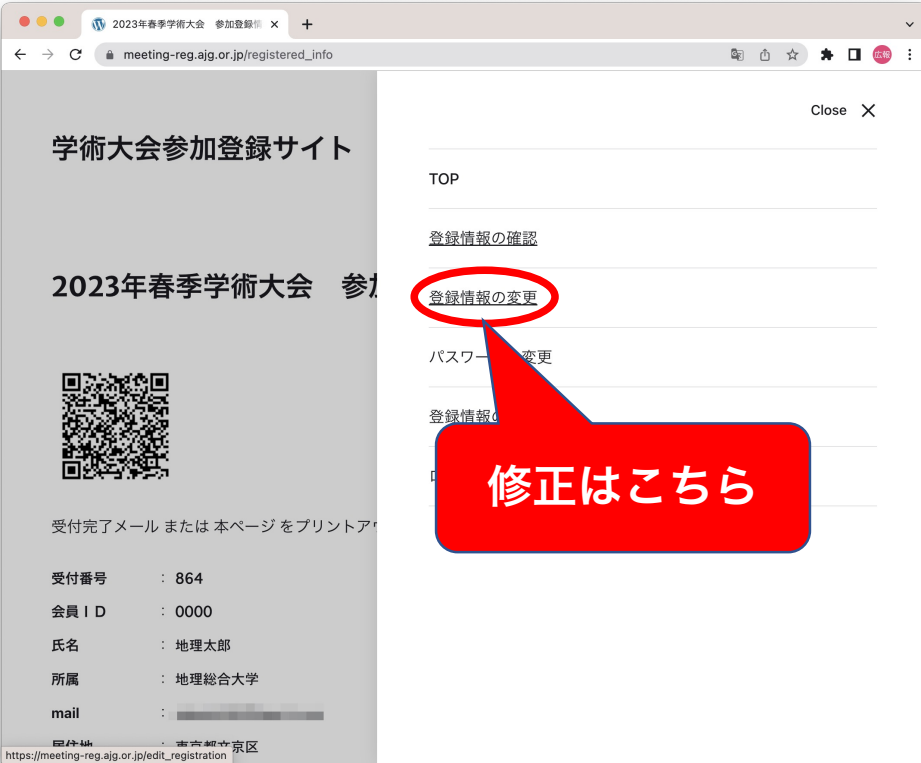 2023年春季学術大会 参加登録情
meeting-reg.ajg.or.jp/registered_info
広報
Close
学術大会参加登録サイト
TOP
登録情報の確認
2023年春季学術大会 参
登録情報の変更
パスワー 変更
登録情報
修正はこちら
受付完了メール または 本ページ をプリントア
受付番号 : 864
会員ID : 0000
氏名 : 地理太郎
所属 : 地理総合大学
mail :
居住地 : 東京都文京区
https://meeting-reg.ajg.or.jp/edit_registration